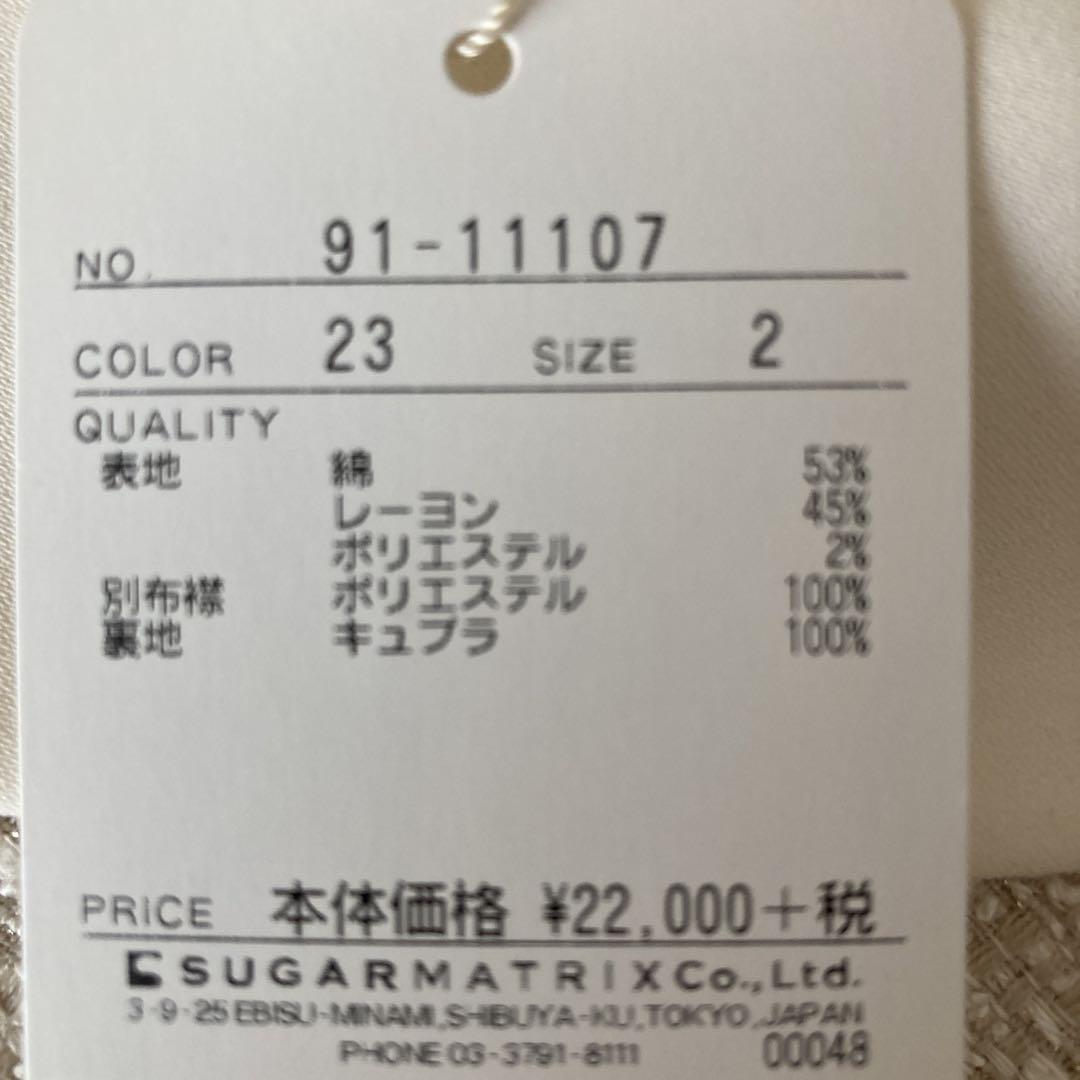 NO. 91-11107
COLOR 23 SIZE 2
QUALITY
表地 綿 53%
レーヨン 45%
ポリエステル 2%
別布襟 ポリエステル 100%
裏地 キュプラ 100%
PRICE 本体価格 ¥22,000+税
SUGARMATRIX Co., Ltd.
3-9-25 EBISU-MINAMI, SHIBUYA-KU, TOKYO, JAPAN
PHONE 03-3791-8111 00048